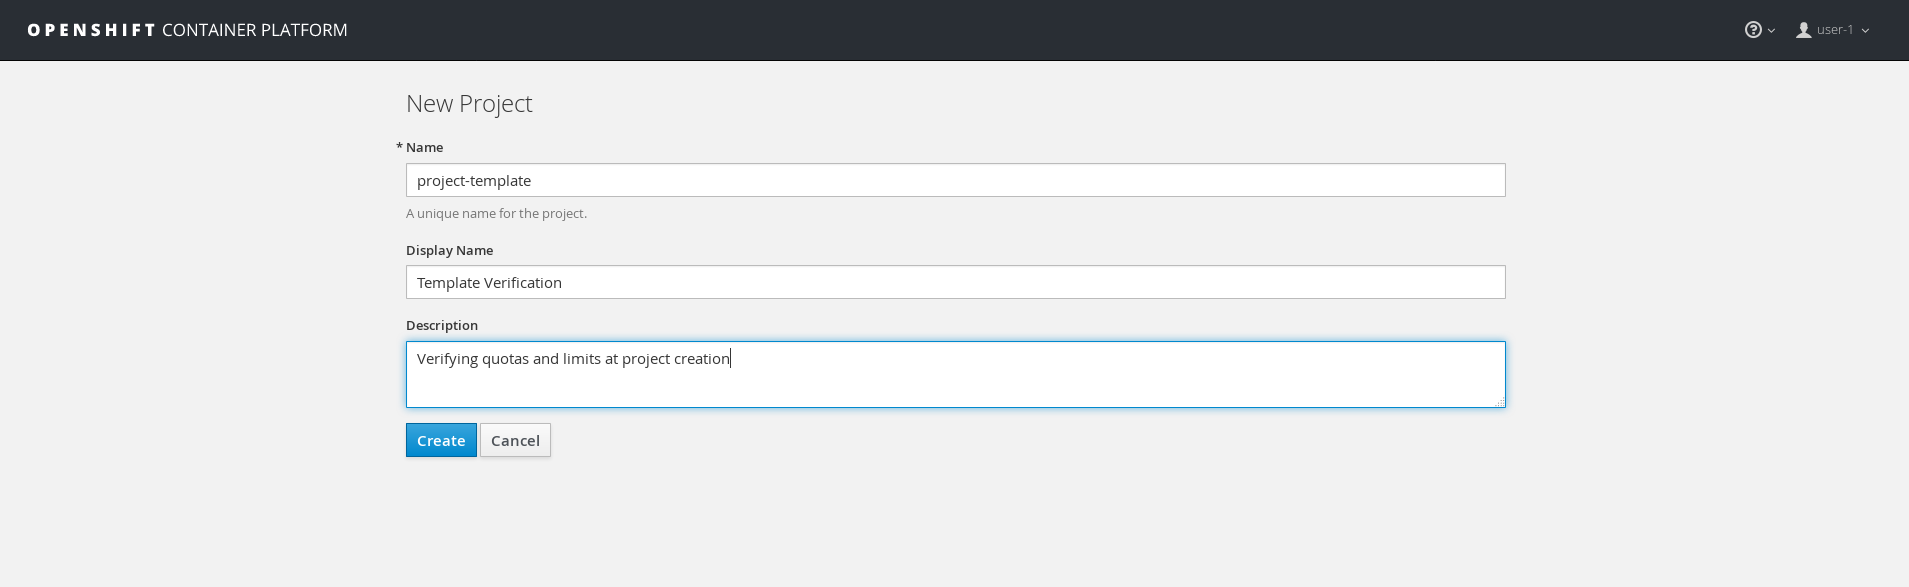 OPENSHIFT CONTAINER PLATFORM
user-1
New Project
* Name
project-template
A unique name for the project.
Display Name
Template Verification
Description
Verifying quotas and limits at project creation
Create Cancel